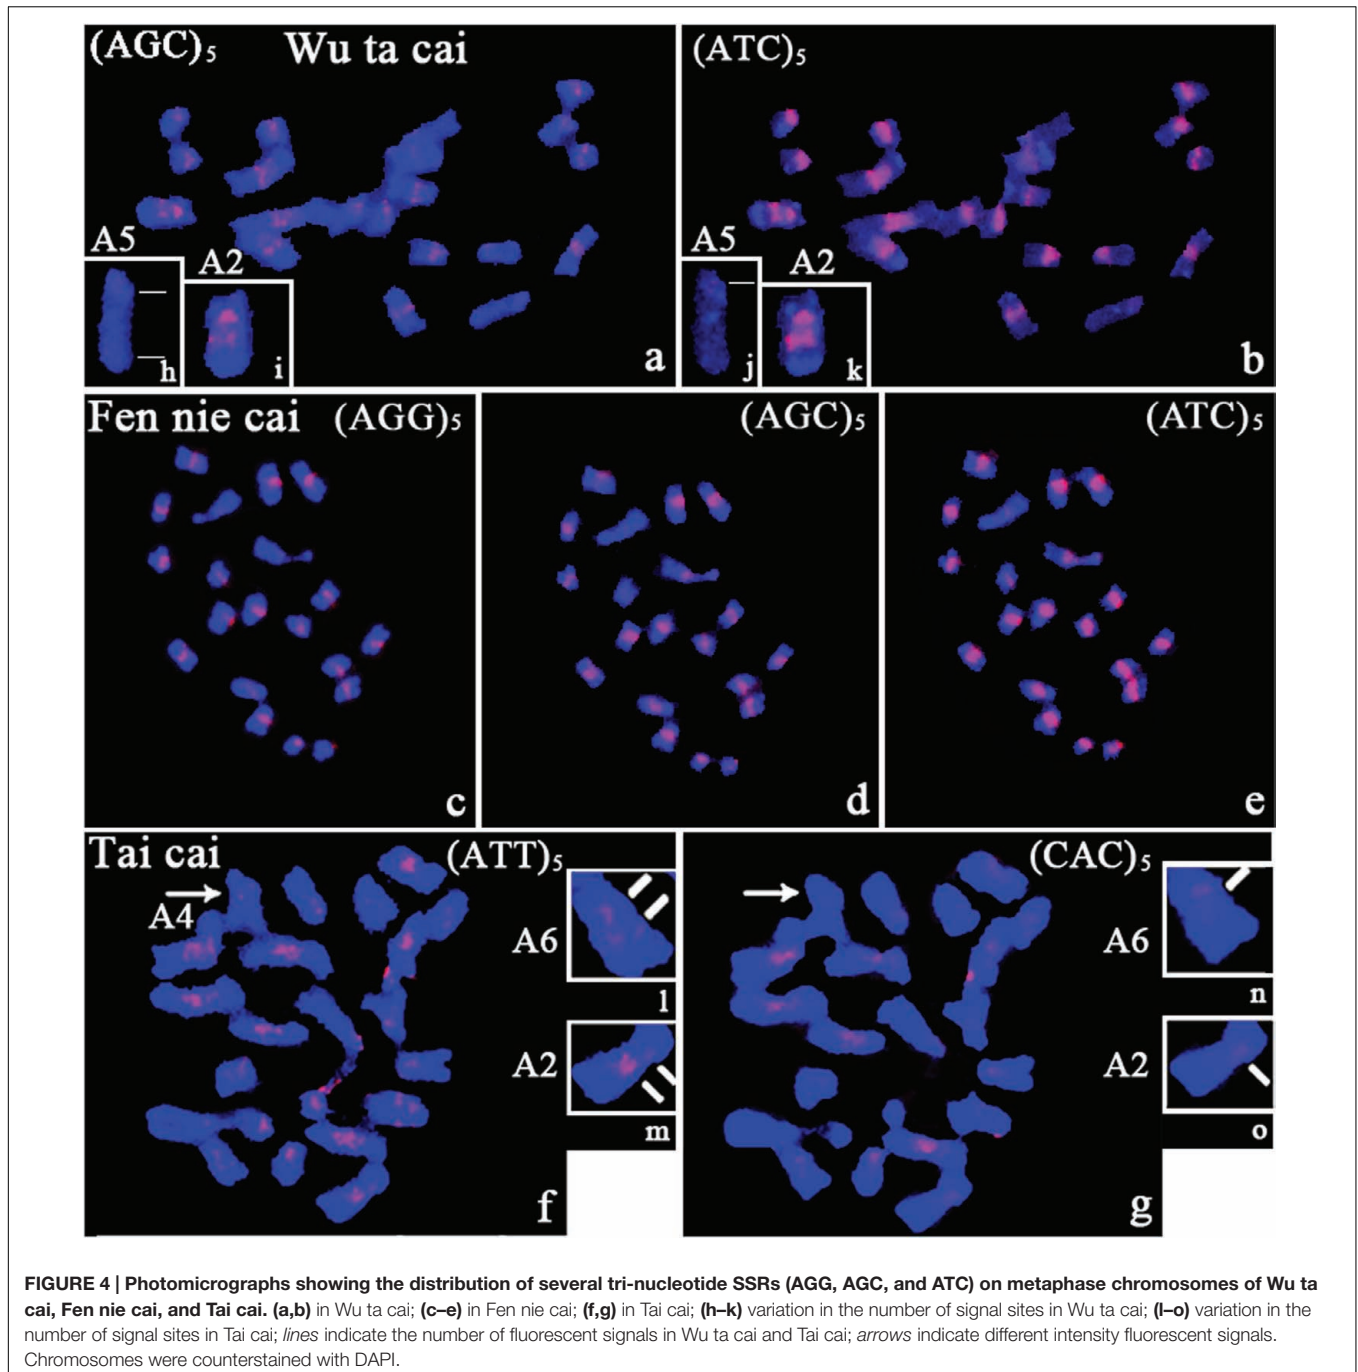 (AGC)5 Wu ta cai
(ATC)5
A5
A2
h
i
a
A5
A2
j
k
b
Fen nie cai (AGG)5
(AGC)5
(ATC)5
c
d
e
Tai cai (ATT)5
A4
A6
l
A2
m
f
(CAC)5
A6
n
A2
o
g
FIGURE 4 | Photomicrographs showing the distribution of several tri-nucleotide SSRs (AGG, AGC, and ATC) on metaphase chromosomes of Wu ta
cai, Fen nie cai, and Tai cai. (a,b) in Wu ta cai; (c–e) in Fen nie cai; (f,g) in Tai cai; (h–k) variation in the number of signal sites in Wu ta cai; (l–o) variation in the
number of signal sites in Tai cai; lines indicate the number of fluorescent signals in Wu ta cai and Tai cai; arrows indicate different intensity fluorescent signals.
Chromosomes were counterstained with DAPI.